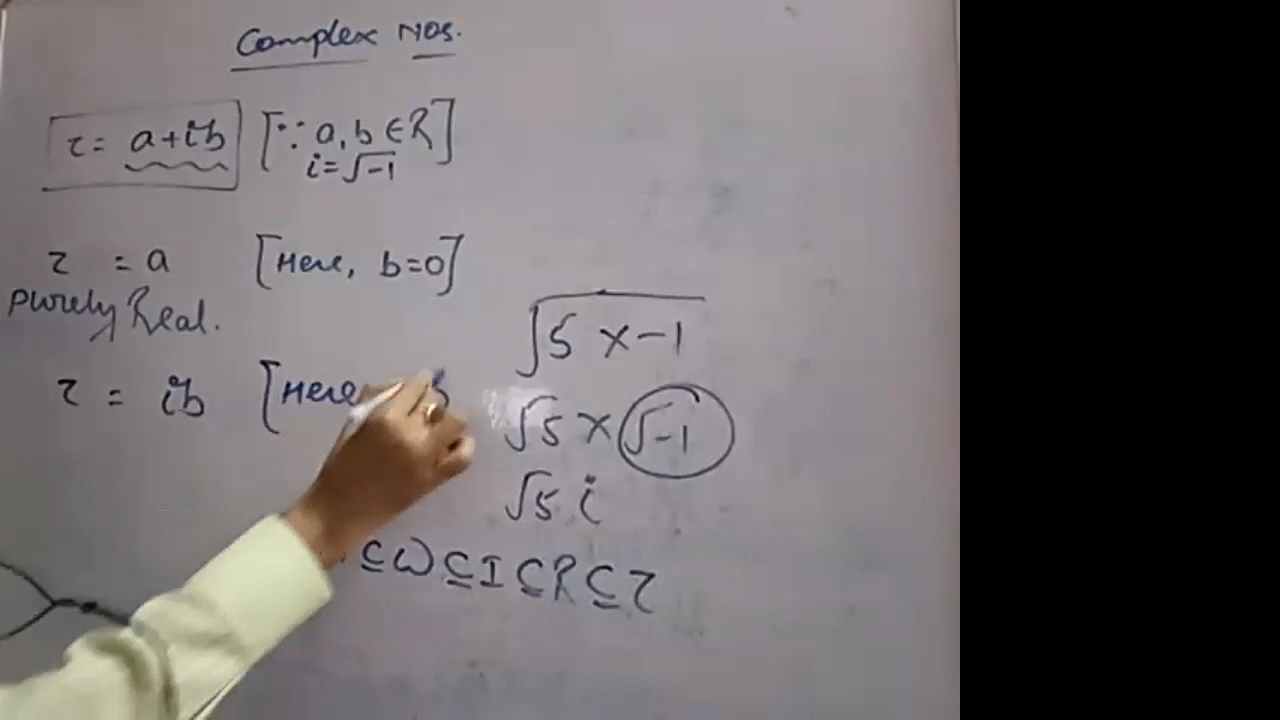 Complex Nos.
z = a+ib [∵ a, b ∈ R]
i = √-1
z = a [Here, b=0]
Purely Real.
z = ib [Here
√5 x -1
√5 x √-1
√5 i
⊆ W ⊆ I ⊆ R ⊆ Z